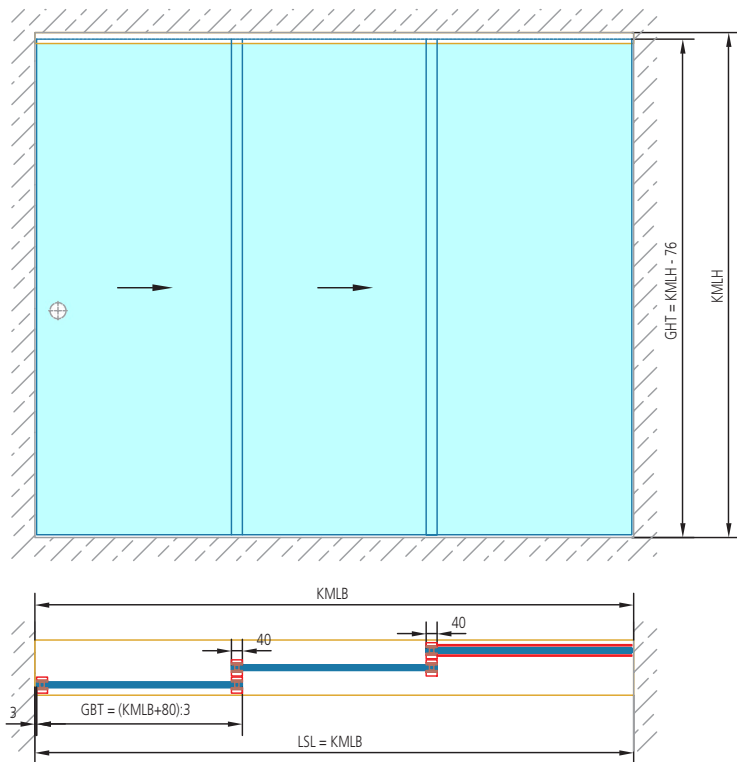 GHT = KMLH - 76
KMLH
KMLB
40
40
3
GBT = (KMLB+80):3
LSL = KMLB